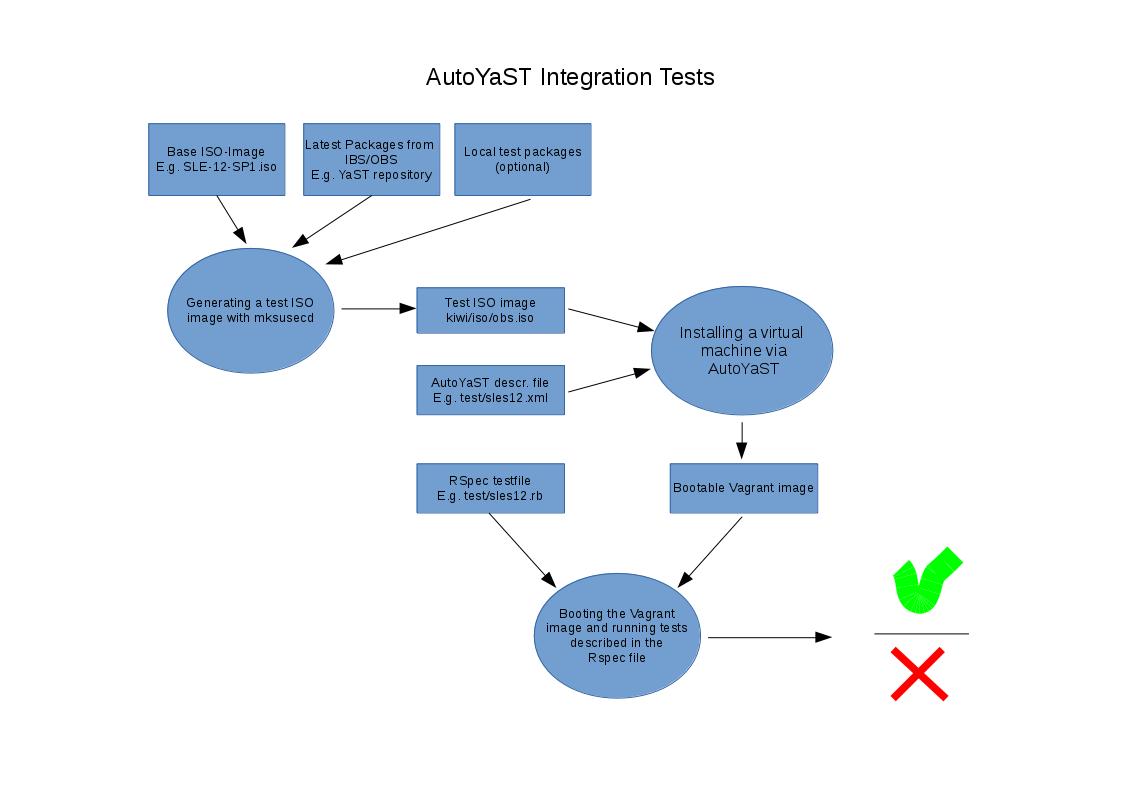 AutoYaST Integration Tests
Base ISO-Image
E.g. SLE-12-SP1.iso
Latest Packages from
IBS/OBS
E.g. YaST repository
Local test packages
(optional)
Generating a test ISO
image with mksusecd
Test ISO image
kiwi/iso/obs.iso
Installing a virtual
machine via
AutoYaST
AutoYaST descr. file
E.g. test/sles12.xml
RSpec testfile
E.g. test/sles12.rb
Bootable Vagrant image
Booting the Vagrant
image and running tests
described in the
Rspec file